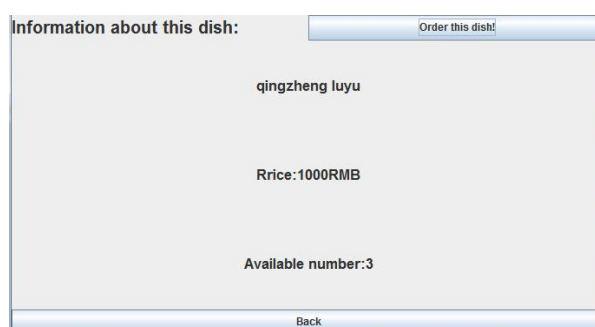 Information about this dish:
Order this dish!
qingzheng luyu
Rrice:1000RMB
Available number:3
Back